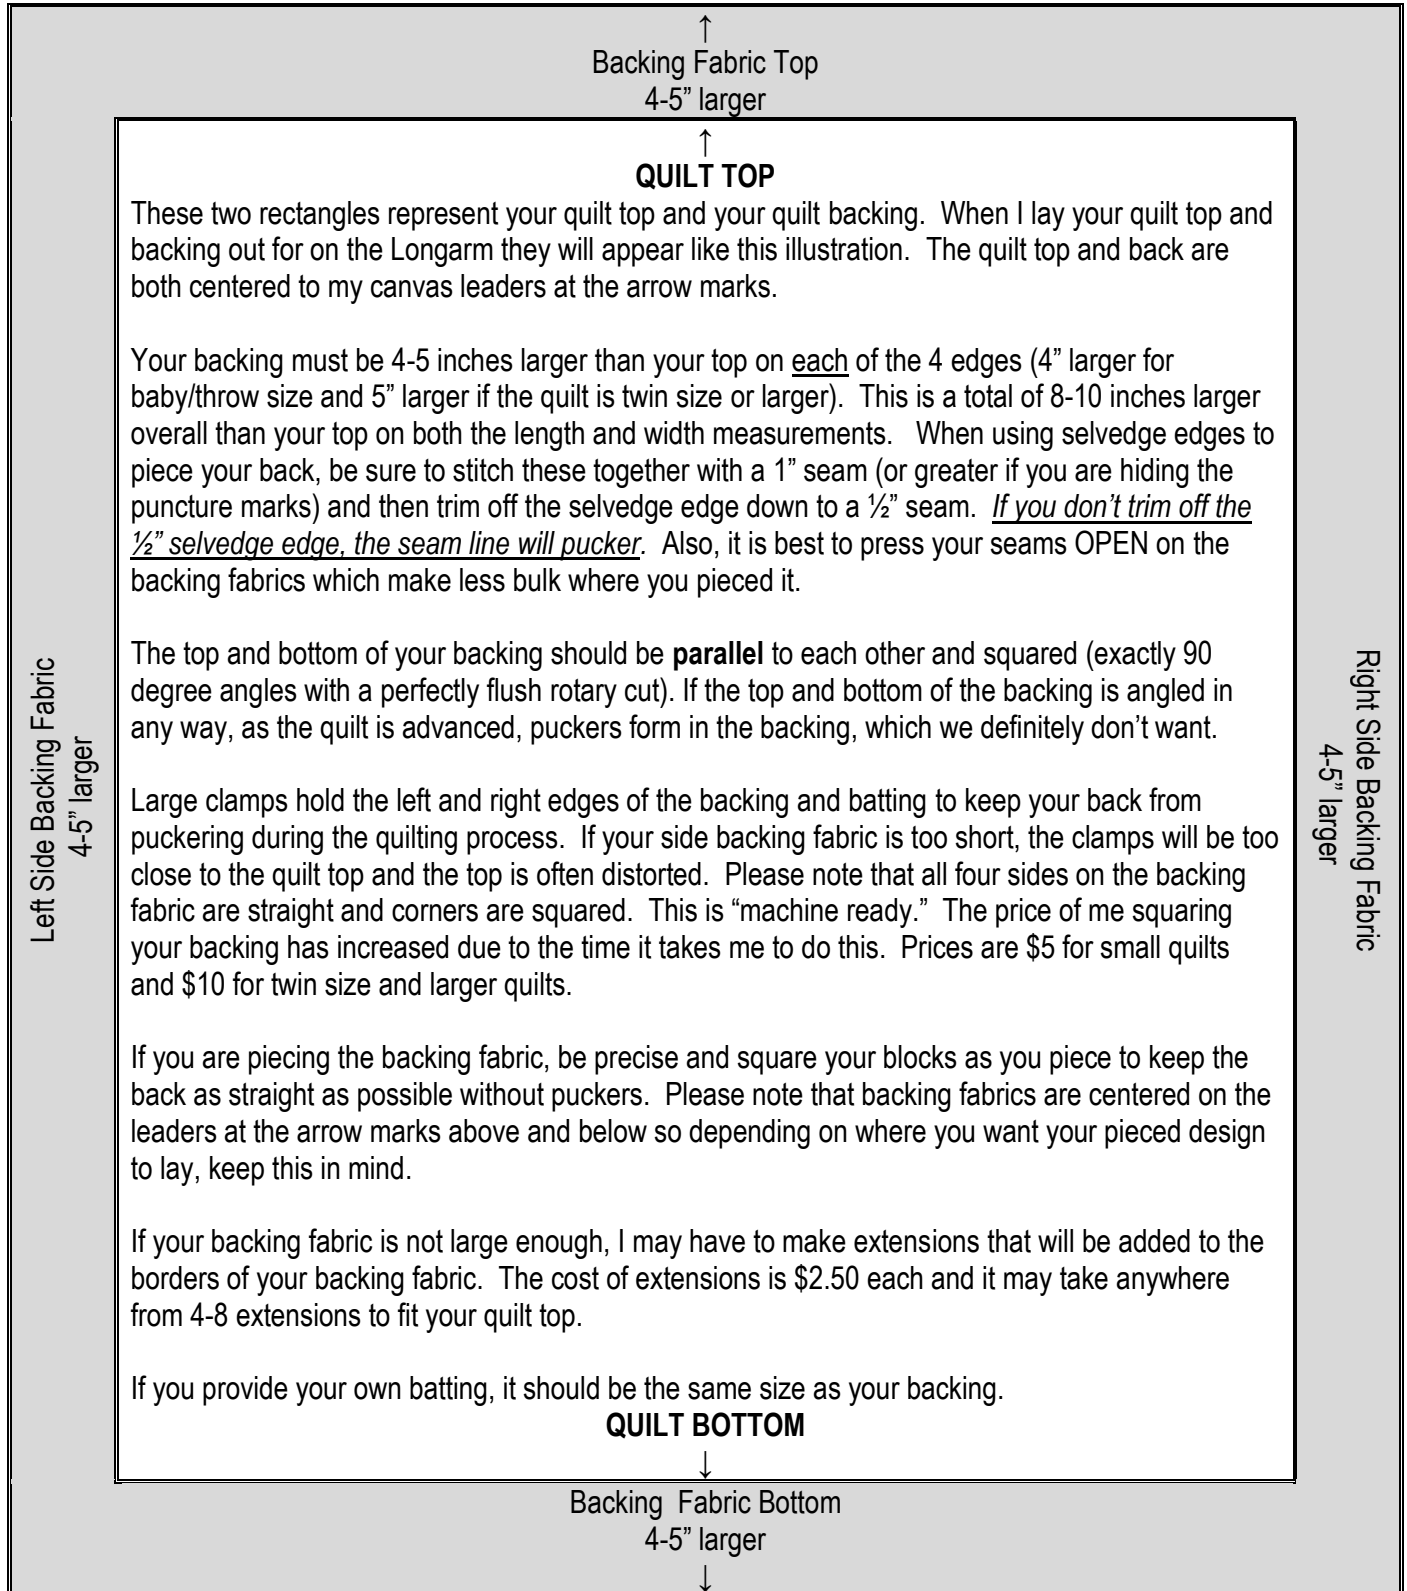 ↑
Backing Fabric Top
4-5” larger
↑
QUILT TOP
These two rectangles represent your quilt top and your quilt backing.  When I lay your quilt top and
backing out for on the Longarm they will appear like this illustration.  The quilt top and back are
both centered to my canvas leaders at the arrow marks.
Your backing must be 4-5 inches larger than your top on each of the 4 edges (4” larger for
baby/throw size and 5” larger if the quilt is twin size or larger).  This is a total of 8-10 inches larger
overall than your top on both the length and width measurements.   When using selvedge edges to
piece your back, be sure to stitch these together with a 1” seam (or greater if you are hiding the
puncture marks) and then trim off the selvedge edge down to a ½” seam.  If you don’t trim off the
½” selvedge edge, the seam line will pucker.  Also, it is best to press your seams OPEN on the
backing fabrics which make less bulk where you pieced it.
The top and bottom of your backing should be parallel to each other and squared (exactly 90
degree angles with a perfectly flush rotary cut). If the top and bottom of the backing is angled in
any way, as the quilt is advanced, puckers form in the backing, which we definitely don’t want.
Large clamps hold the left and right edges of the backing and batting to keep your back from
puckering during the quilting process.  If your side backing fabric is too short, the clamps will be too
close to the quilt top and the top is often distorted.  Please note that all four sides on the backing
fabric are straight and corners are squared.  This is “machine ready.”  The price of me squaring
your backing has increased due to the time it takes me to do this.  Prices are $5 for small quilts
and $10 for twin size and larger quilts.
If you are piecing the backing fabric, be precise and square your blocks as you piece to keep the
back as straight as possible without puckers.  Please note that backing fabrics are centered on the
leaders at the arrow marks above and below so depending on where you want your pieced design
to lay, keep this in mind.
If your backing fabric is not large enough, I may have to make extensions that will be added to the
borders of your backing fabric.  The cost of extensions is $2.50 each and it may take anywhere
from 4-8 extensions to fit your quilt top.
If you provide your own batting, it should be the same size as your backing.
QUILT BOTTOM
↓
Left Side Backing Fabric
4-5” larger
Right Side Backing Fabric
4-5” larger
Backing  Fabric Bottom
4-5” larger
↓